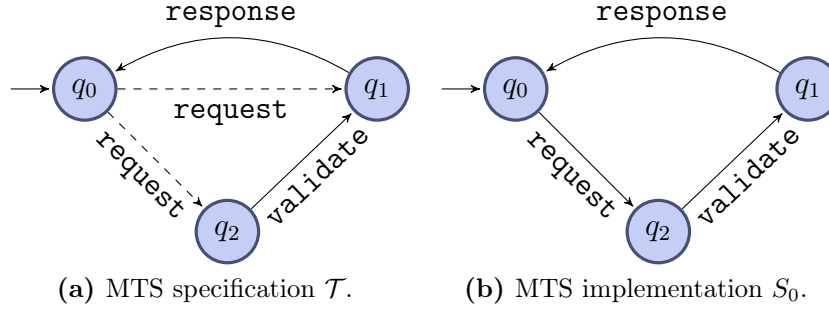 response
response
q0
q1
request
request
validate
q2
q0
q1
request
validate
q2
(a) MTS specification 𝒯.
(b) MTS implementation S0.